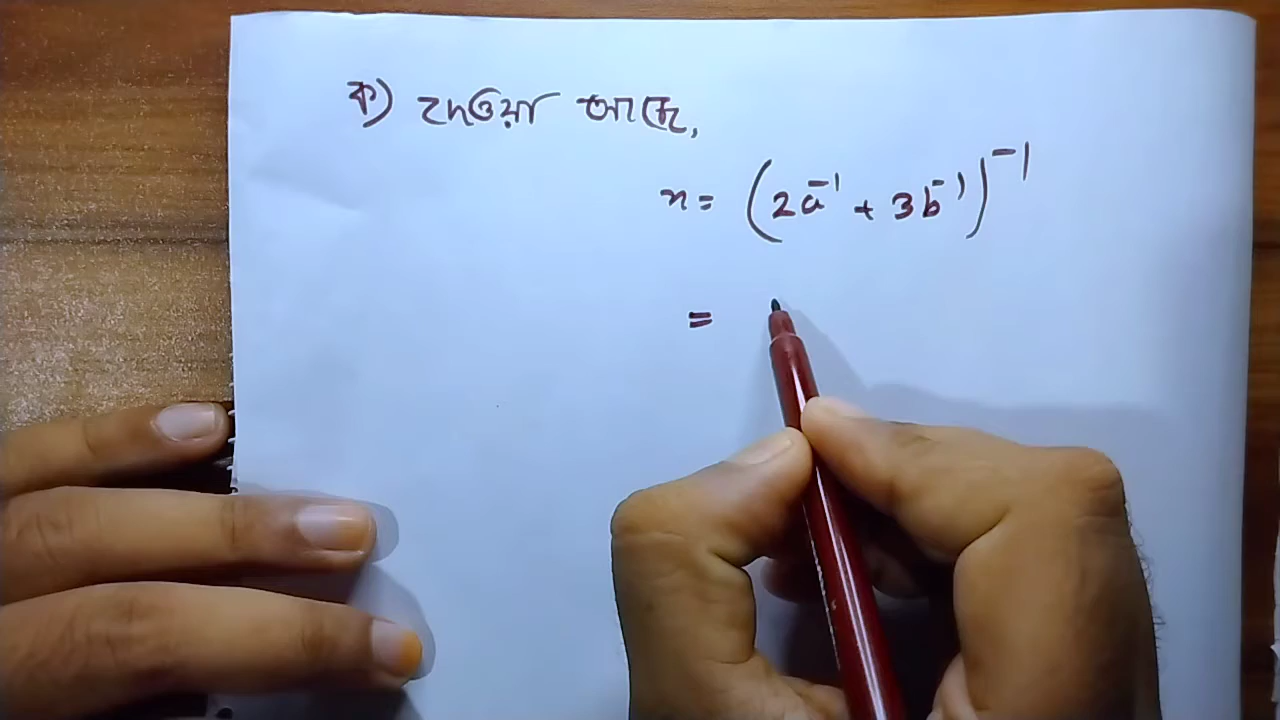 ক) দেওয়া আছে,
x = (2a⁻¹ + 3b⁻¹)⁻¹
=